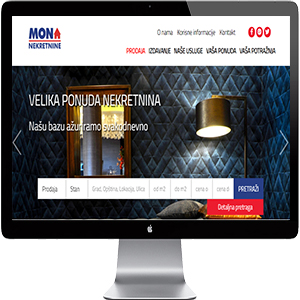 MONA
NEKRETNINE
O nama Korisne informacije Kontakt
PRODAJA IZDAVANJE NAŠE USLUGE VAŠA PONUDA VAŠA POTRAŽNJA
VELIKA PONUDA NEKRETNINA
Našu bazu ažuriramo svakodnevno
Prodaja Stan Grad, Opština, Lokacija, Ulica od m2 do m2 cena o cena o PRETRAŽI
Detaljna pretraga